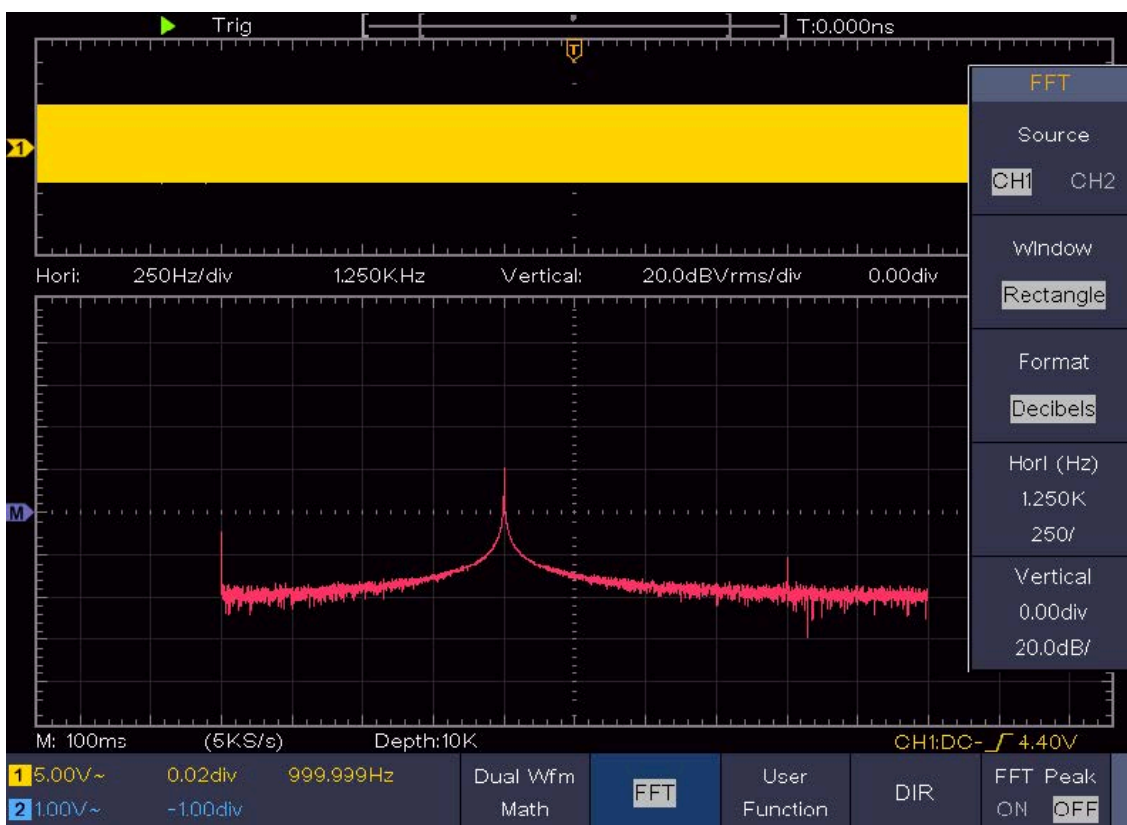 Trig T:0.000ns
T
FFT
Source
CH1 CH2
1
Window
Rectangle
Hori: 250Hz/div 1.250KHz Vertical: 20.0dBVrms/div 0.00div
Format
Decibels
Hori (Hz)
1.250K
250/
M
Vertical
0.00div
20.0dB/
M: 100ms (5KS/s) Depth:10K CH1:DC- 4.40V
1 5.00V~ 0.02div 999.999Hz
2 1.00V~ -1.00div
Dual Wfm
Math
FFT
User
Function
DIR
FFT Peak
ON OFF